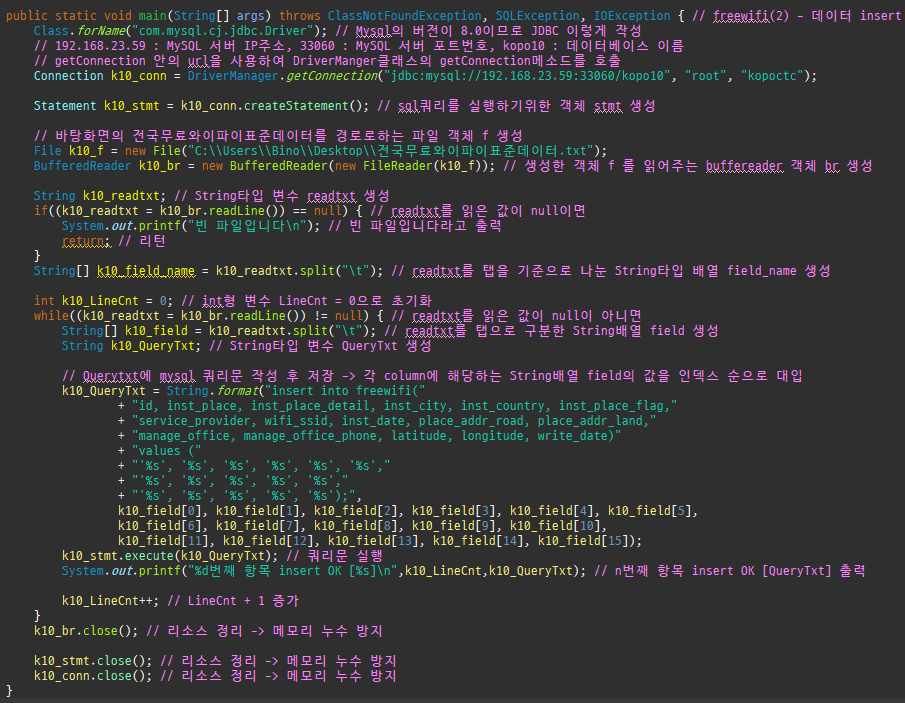 public static void main(String[] args) throws ClassNotFoundException, SQLException, IOException { // freewifi(2) - 데이터 insert
Class.forName("com.mysql.cj.jdbc.Driver"); // Mysql의 버전이 8.0이므로 JDBC 이렇게 작성
// 192.168.23.59 : MySQL 서버 IP주소, 33060 : MySQL 서버 포트번호, kopo10 : 데이터베이스 이름
// getConnection 안의 url을 사용하여 DriverManger클래스의 getConnection메소드를 호출
Connection k10_conn = DriverManager.getConnection("jdbc:mysql://192.168.23.59:33060/kopo10", "root", "kopoctc");
Statement k10_stmt = k10_conn.createStatement(); // sql쿼리를 실행하기위한 객체 stmt 생성
// 바탕화면의 전국무료와이파이표준데이터를 경로로하는 파일 객체 f 생성
File k10_f = new File("C:\\Users\\Bino\\Desktop\\전국무료와이파이표준데이터.txt");
BufferedReader k10_br = new BufferedReader(new FileReader(k10_f)); // 생성한 객체 f 를 읽어주는 buffereader 객체 br 생성
String k10_readtxt; // String타입 변수 readtxt 생성
if((k10_readtxt = k10_br.readLine()) == null) { // readtxt를 읽은 값이 null이면
System.out.printf("빈 파일입니다\n"); // 빈 파일입니다라고 출력
return; // 리턴
}
String[] k10_field_name = k10_readtxt.split("\t"); // readtxt를 탭을 기준으로 나눈 String타입 배열 field_name 생성
int k10_LineCnt = 0; // int형 변수 LineCnt = 0으로 초기화
while((k10_readtxt = k10_br.readLine()) != null) { // readtxt를 읽은 값이 null이 아니면
String[] k10_field = k10_readtxt.split("\t"); // readtxt를 탭으로 구분한 String배열 field 생성
String k10_QueryTxt; // String타입 변수 QueryTxt 생성
// Querytxt에 mysql 쿼리문 작성 후 저장 -> 각 column에 해당하는 String배열 field의 값을 인덱스 순으로 대입
k10_QueryTxt = String.format("insert into freewifi("
+ "id, inst_place, inst_place_detail, inst_city, inst_country, inst_place_flag,"
+ "service_provider, wifi_ssid, inst_date, place_addr_road, place_addr_land,"
+ "manage_office, manage_office_phone, latitude, longitude, write_date)"
+ "values ("
+ "'%s', '%s', '%s', '%s', '%s', '%s',"
+ "'%s', '%s', '%s', '%s', '%s',"
+ "'%s', '%s', '%s', '%s', '%s');",
k10_field[0], k10_field[1], k10_field[2], k10_field[3], k10_field[4], k10_field[5],
k10_field[6], k10_field[7], k10_field[8], k10_field[9], k10_field[10],
k10_field[11], k10_field[12], k10_field[13], k10_field[14], k10_field[15]);
k10_stmt.execute(k10_QueryTxt); // 쿼리문 실행
System.out.printf("%d번째 항목 insert OK [%s]\n",k10_LineCnt,k10_QueryTxt); // n번째 항목 insert OK [QueryTxt] 출력
k10_LineCnt++; // LineCnt + 1 증가
}
k10_br.close(); // 리소스 정리 -> 메모리 누수 방지
k10_stmt.close(); // 리소스 정리 -> 메모리 누수 방지
k10_conn.close(); // 리소스 정리 -> 메모리 누수 방지
}